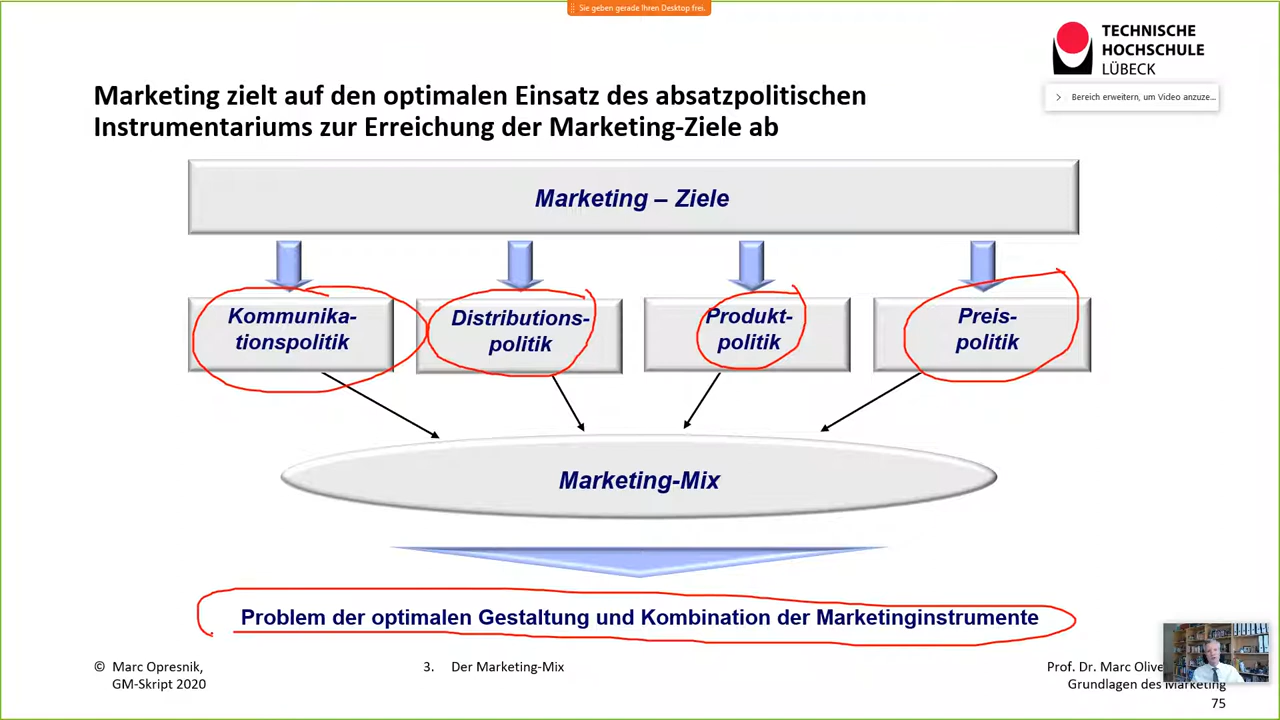 Sie geben gerade Ihren Desktop frei.
TECHNISCHE
HOCHSCHULE
LÜBECK
Bereich erweitern, um Video anzuze...
Marketing zielt auf den optimalen Einsatz des absatzpolitischen
Instrumentariums zur Erreichung der Marketing-Ziele ab
Marketing – Ziele
Kommunika-
tionspolitik
Distributions-
politik
Produkt-
politik
Preis-
politik
Marketing-Mix
Problem der optimalen Gestaltung und Kombination der Marketinginstrumente
© Marc Opresnik,
GM-Skript 2020
3. Der Marketing-Mix
Prof. Dr. Marc Olive
Grundlagen des Marketing
75